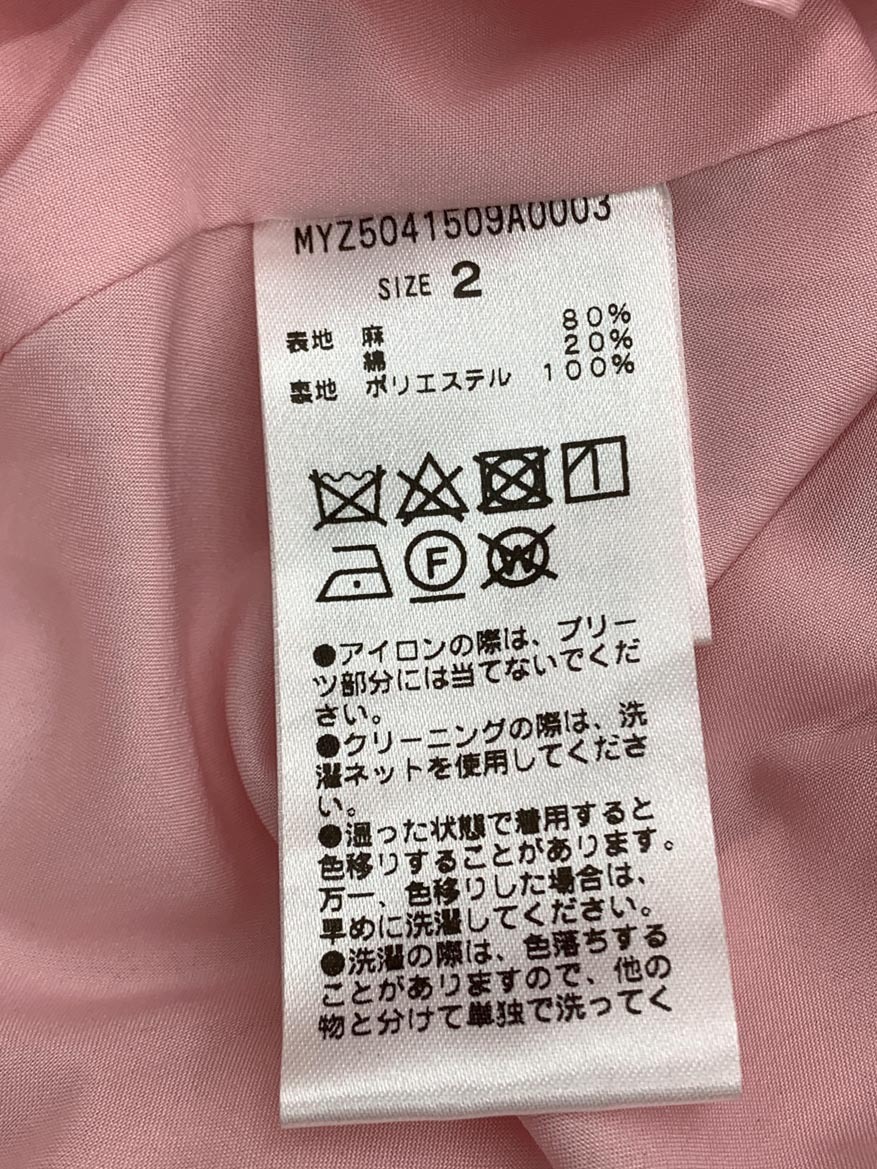 MYZ5041509A0003
SIZE 2
表地 麻 80%
綿 20%
裏地 ポリエステル 100%
F
W
●アイロンの際は、プリー
ツ部分には当てないでくだ
さい。
●クリーニングの際は、洗
濯ネットを使用してくださ
い。
●湿った状態で着用すると
色移りすることがあります。
万一、色移りした場合は、
早めに洗濯してください。
●洗濯の際は、色落ちする
ことがありますので、他の
物と分けて単独で洗ってく